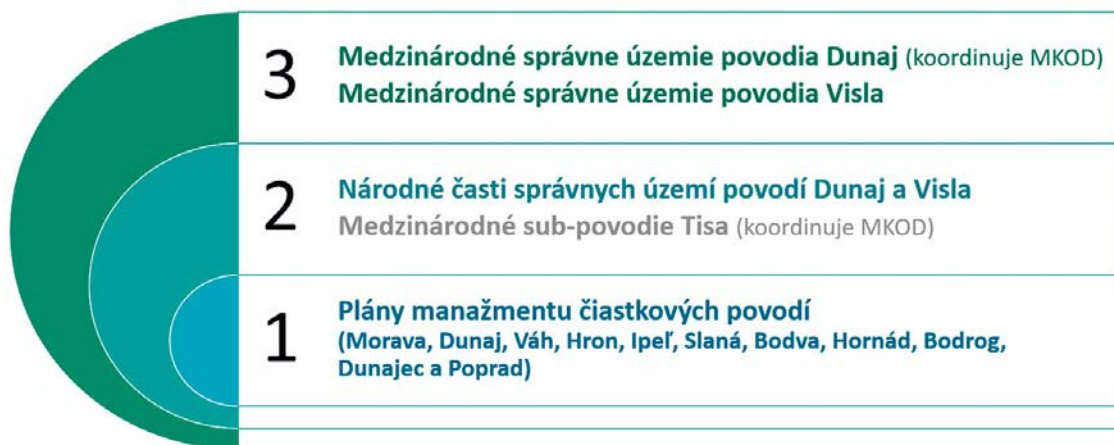 3
Medzinárodné správne územie povodia Dunaj (koordinuje MKOD)
Medzinárodné správne územie povodia Visla
2
Národné časti správnych území povodí Dunaj a Visla
Medzinárodné sub-povodie Tisa (koordinuje MKOD)
1
Plány manažmentu čiastkových povodí
(Morava, Dunaj, Váh, Hron, Ipeľ, Slaná, Bodva, Hornád, Bodrog,
Dunajec a Poprad)